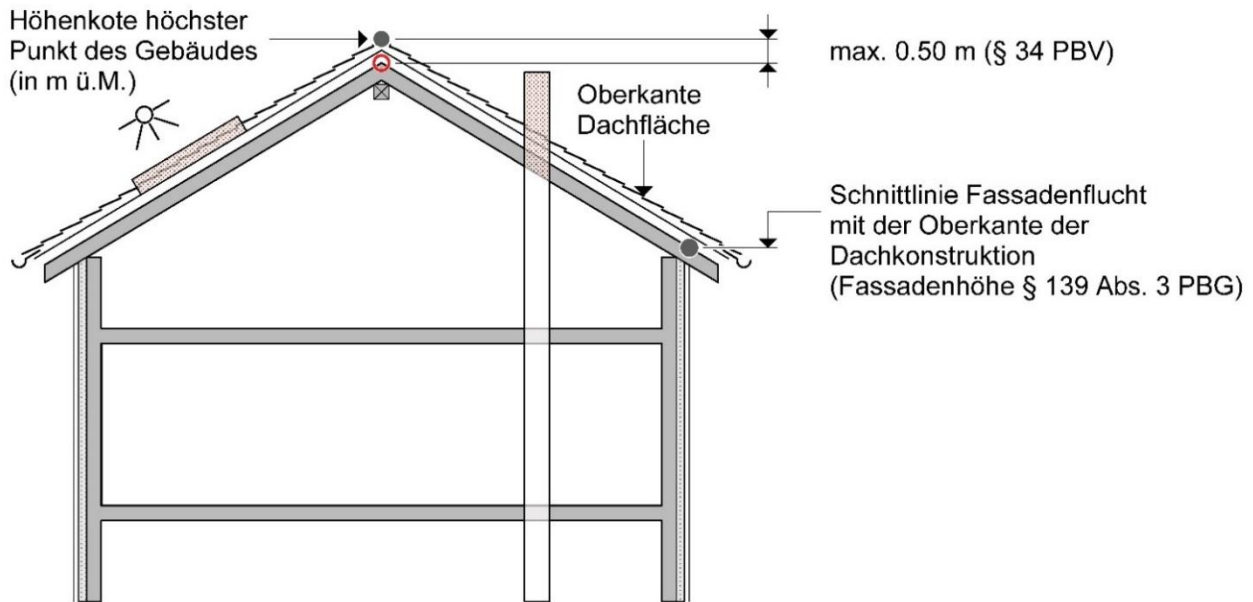 Höhenkote höchster
Punkt des Gebäudes
(in m ü.M.)
max. 0.50 m (§ 34 PBV)
Oberkante
Dachfläche
Schnittlinie Fassadenflucht
mit der Oberkante der
Dachkonstruktion
(Fassadenhöhe § 139 Abs. 3 PBG)